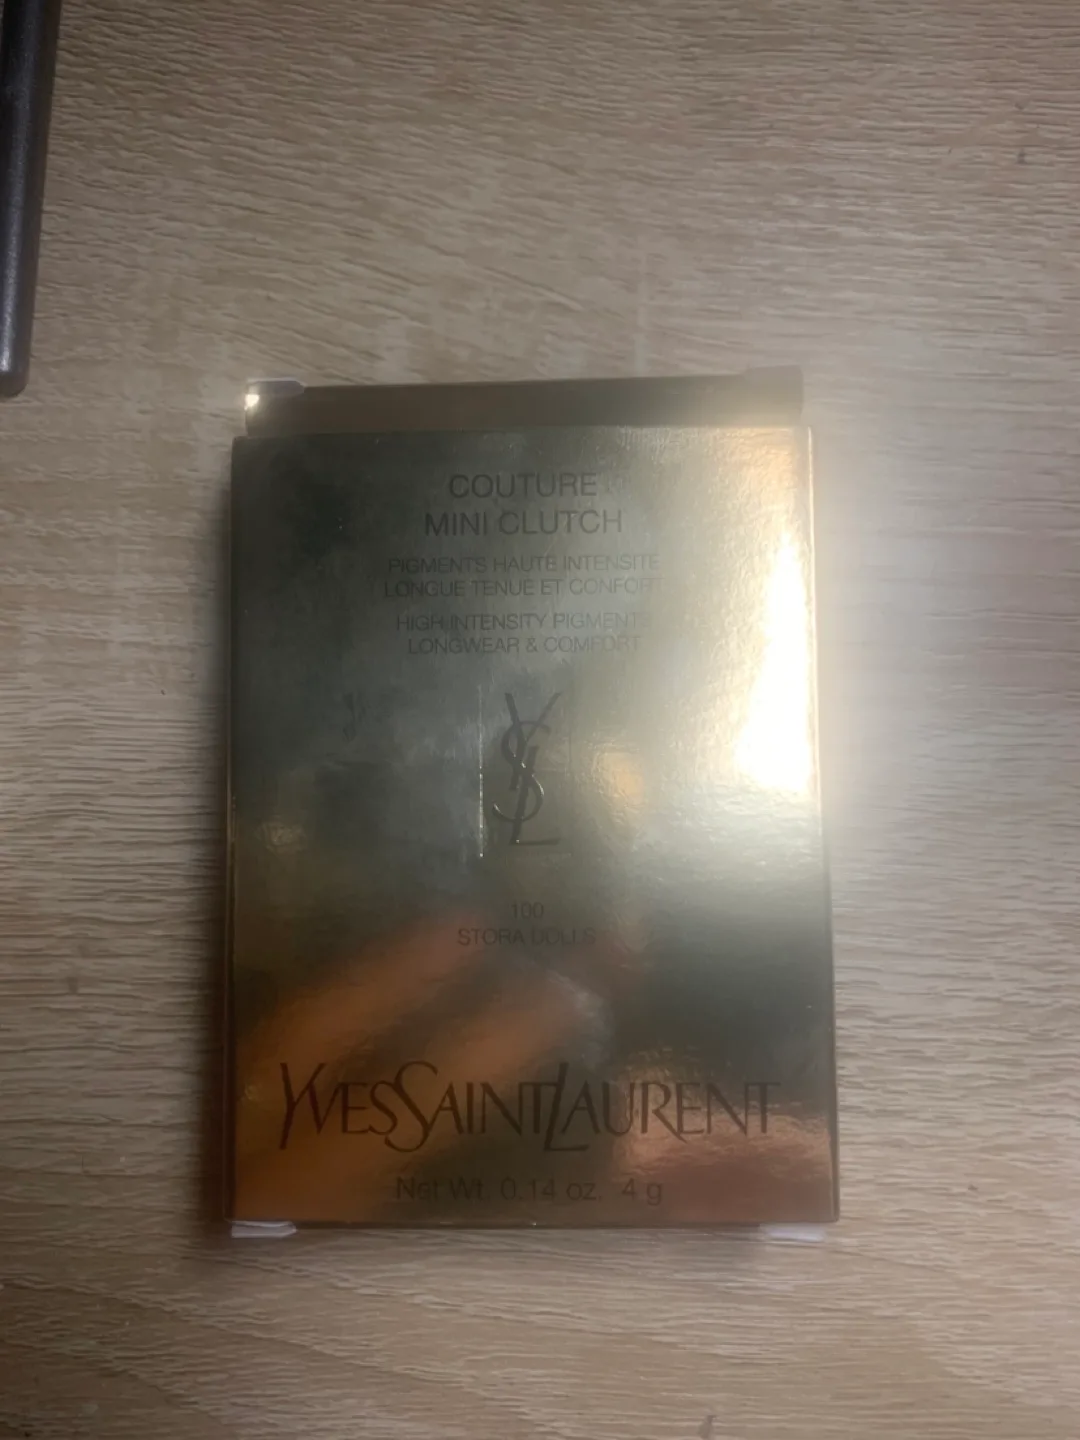 COUTURE
MINI CLUTCH
PIGMENTS HAUTE INTENSITE
LONGUE TENUE ET CONFORT
HIGH INTENSITY PIGMENTS
LONGWEAR & COMFORT
YSL
100
STORA DOLLS
YVESSAINTLAURENT
Net Wt. 0.14 oz. 4 g